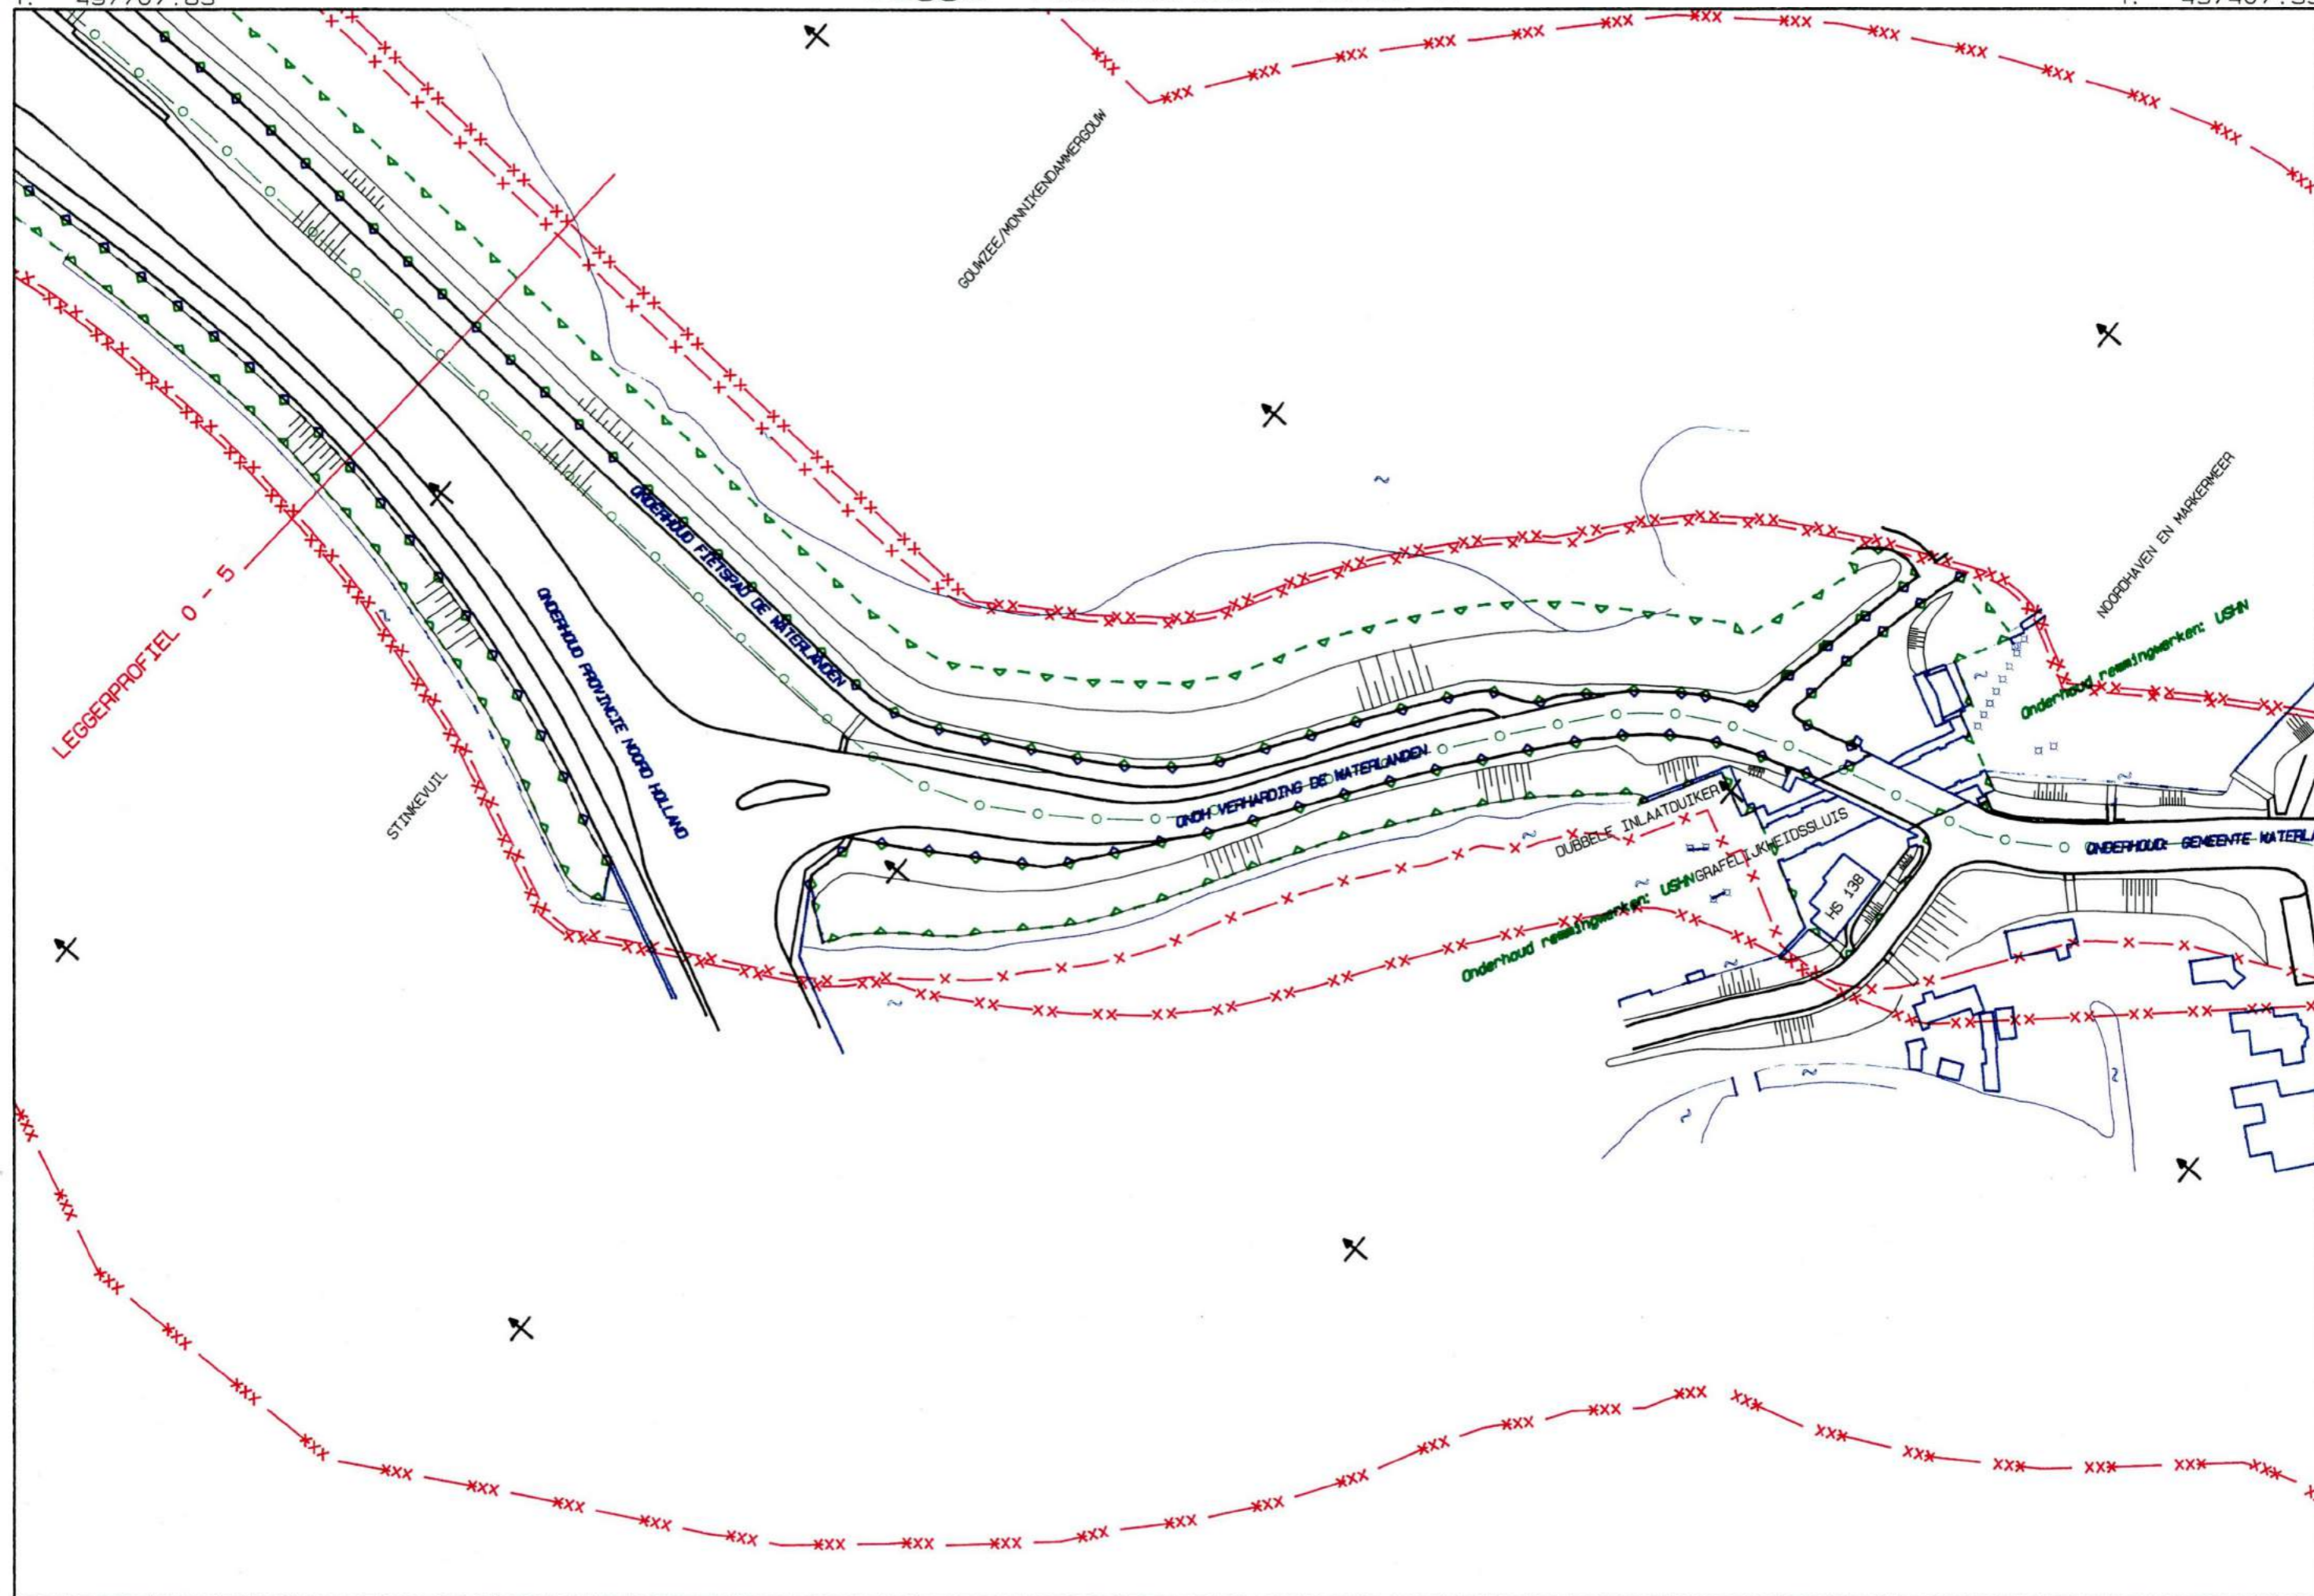 GOUWZEE/MONNIKENDAMMERGOUW
NOORDHAVEN EN MARKERMEER
ONDERHOUD FIETSPAD DE WATERLANDEN
ONDERHOUD PROVINCIE NOORD HOLLAND
LEGGERPROFIEL 0 - 5
STINKEVUIL
Onderhoud remmingwerken: USHN
ONDH VERHARDING DE WATERLANDEN
DUBBELE INLAATDUIKER
GRAFELIJKHEIDSSLUIS
ONDERHOUD: GEMEENTE
HS 138
Onderhoud remmingwerken: USHN